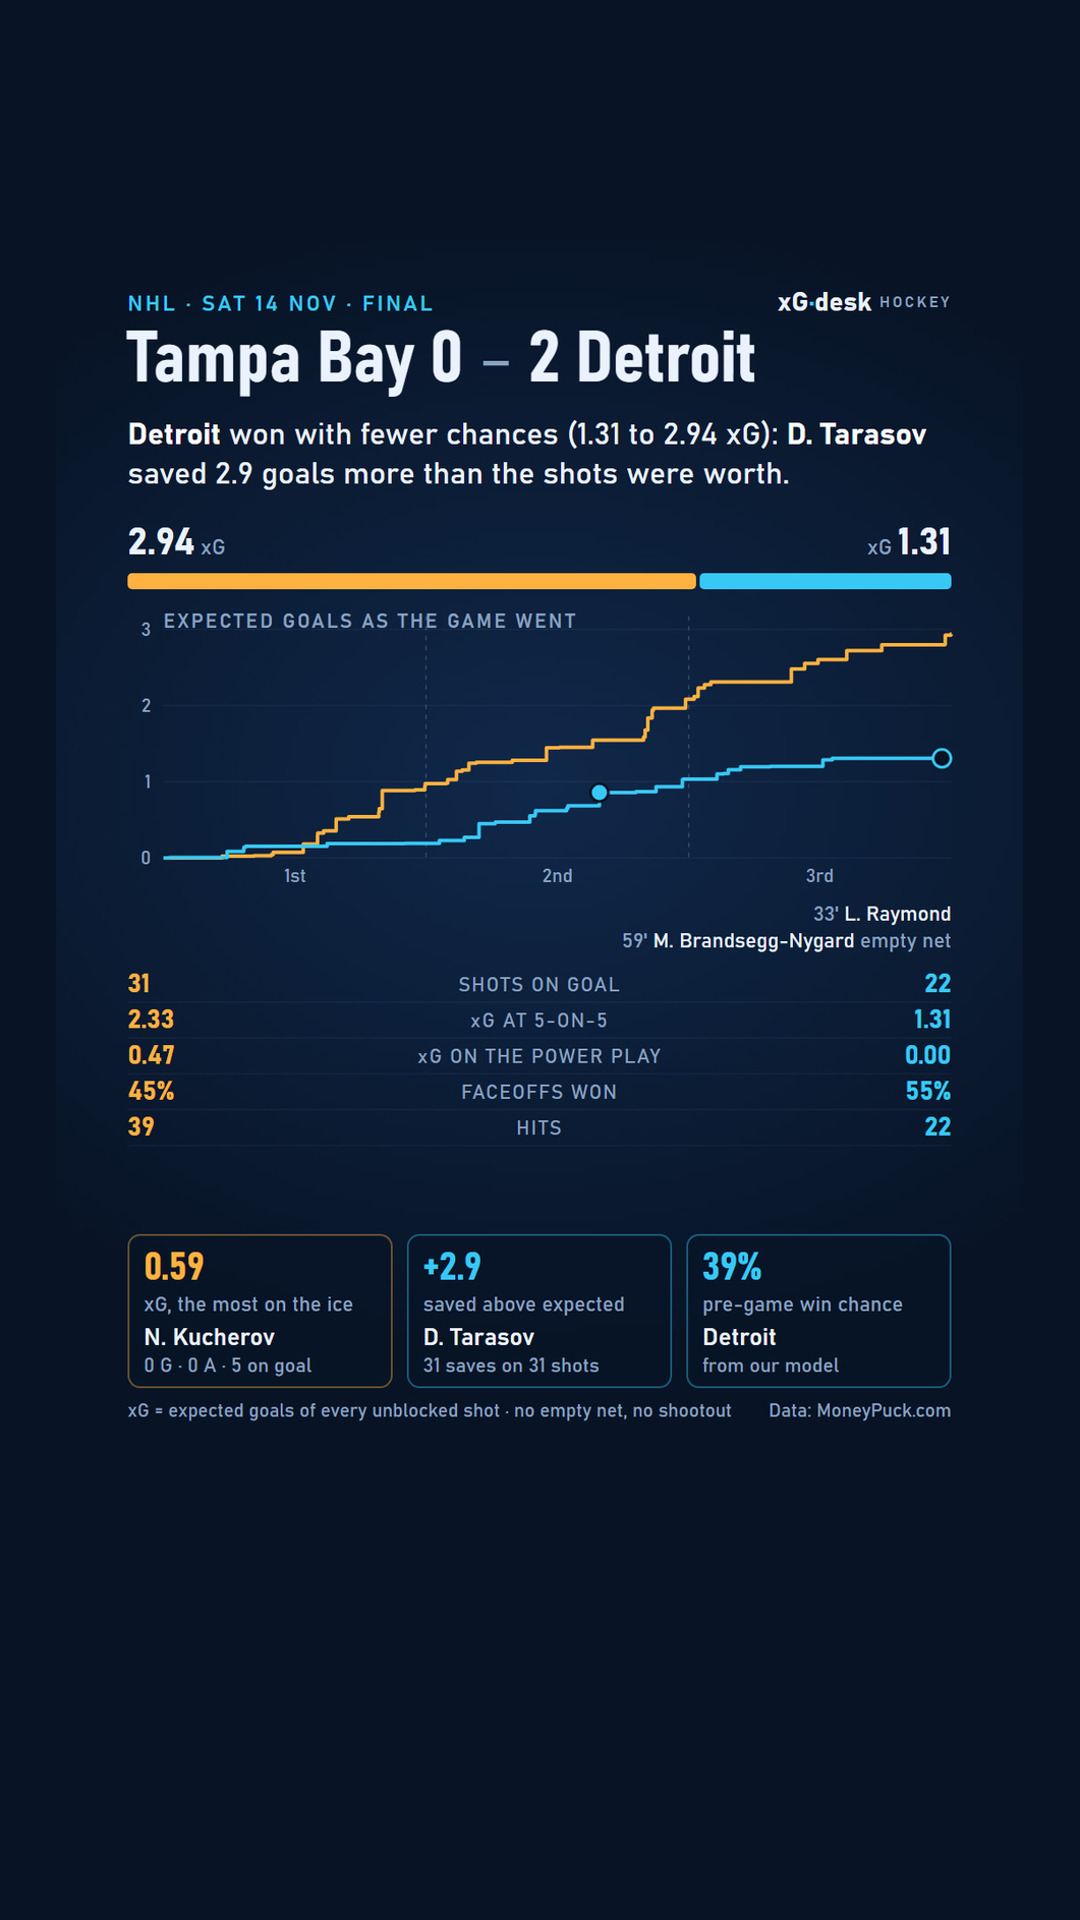 NHL · SAT 14 NOV · FINAL
xG·desk HOCKEY
Tampa Bay 0 – 2 Detroit
Detroit won with fewer chances (1.31 to 2.94 xG): D. Tarasov
saved 2.9 goals more than the shots were worth.
2.94 xG
xG 1.31
EXPECTED GOALS AS THE GAME WENT
3
2
1
0
1st
2nd
3rd
33' L. Raymond
59' M. Brandsegg-Nygard empty net
31 SHOTS ON GOAL 22
2.33 xG AT 5-ON-5 1.31
0.47 xG ON THE POWER PLAY 0.00
45% FACEOFFS WON 55%
39 HITS 22
0.59
xG, the most on the ice
N. Kucherov
0 G · 0 A · 5 on goal
+2.9
saved above expected
D. Tarasov
31 saves on 31 shots
39%
pre-game win chance
Detroit
from our model
xG = expected goals of every unblocked shot · no empty net, no shootout
Data: MoneyPuck.com